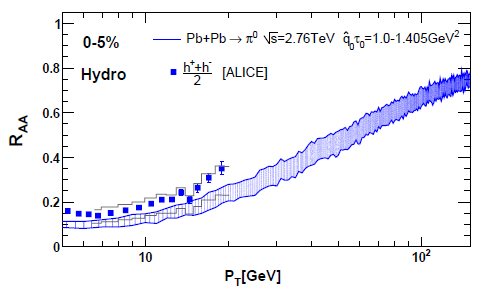 1
0.8
0.6
0.4
0.2
0
R_AA
0-5%
Hydro
Pb+Pb→π⁰ √s=2.76TeV q̂₀τ₀=1.0-1.405GeV²
h⁺+h⁻
2
[ALICE]
10
10²
P_T[GeV]